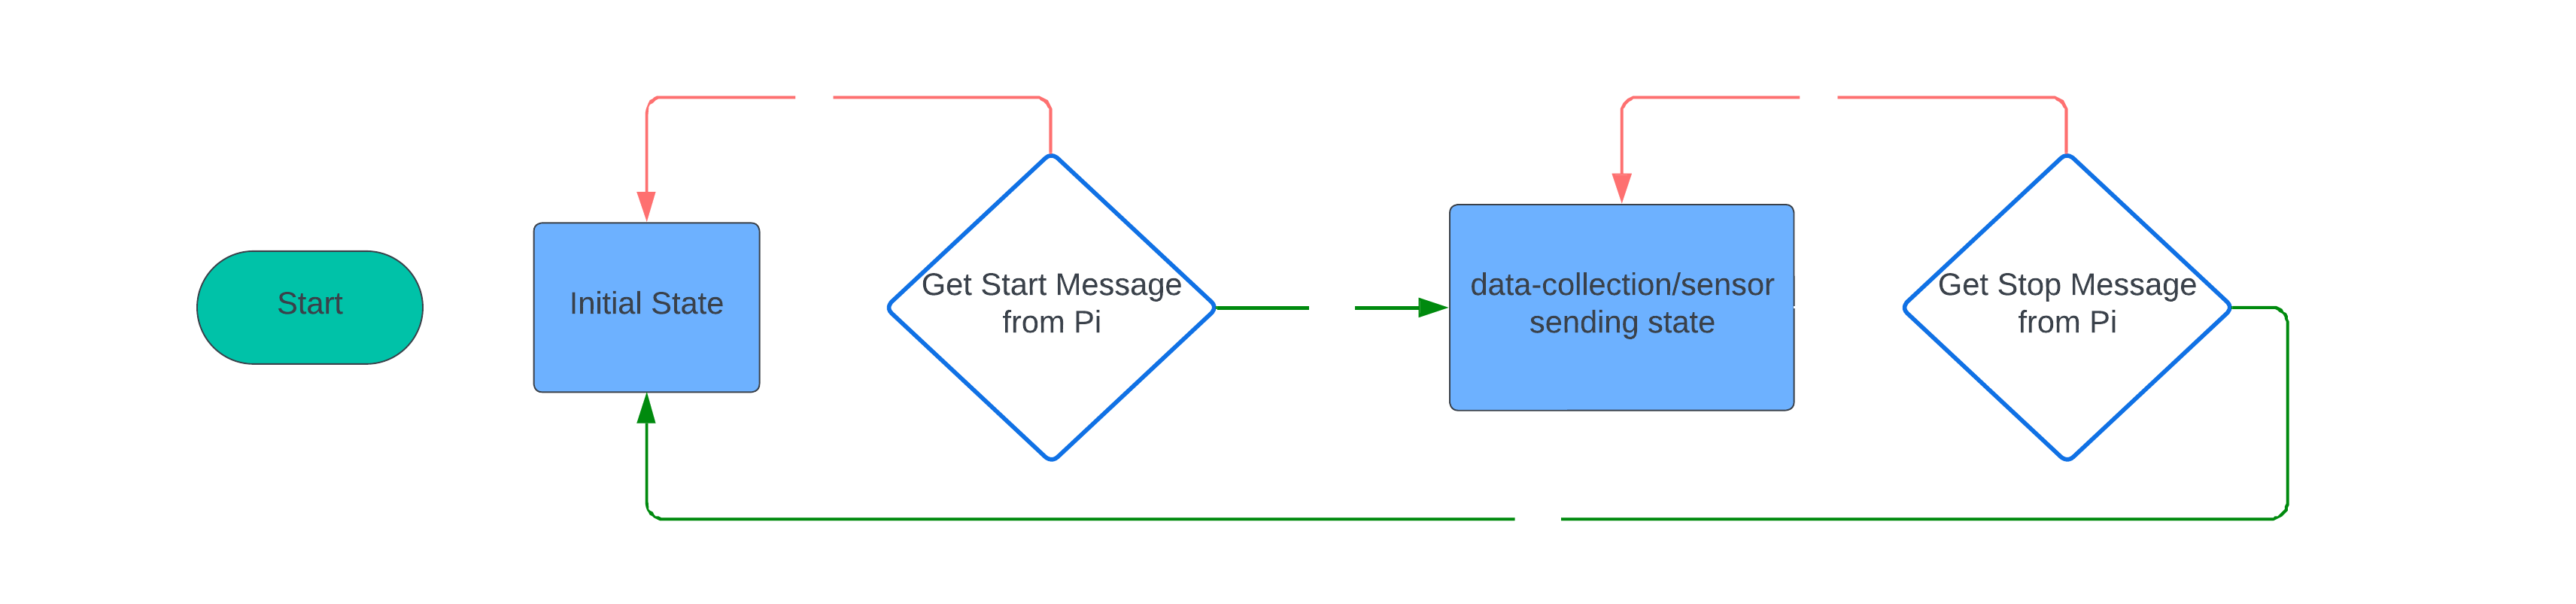 Start
Initial State
Get Start Message
from Pi
data-collection/sensor
sending state
Get Stop Message
from Pi